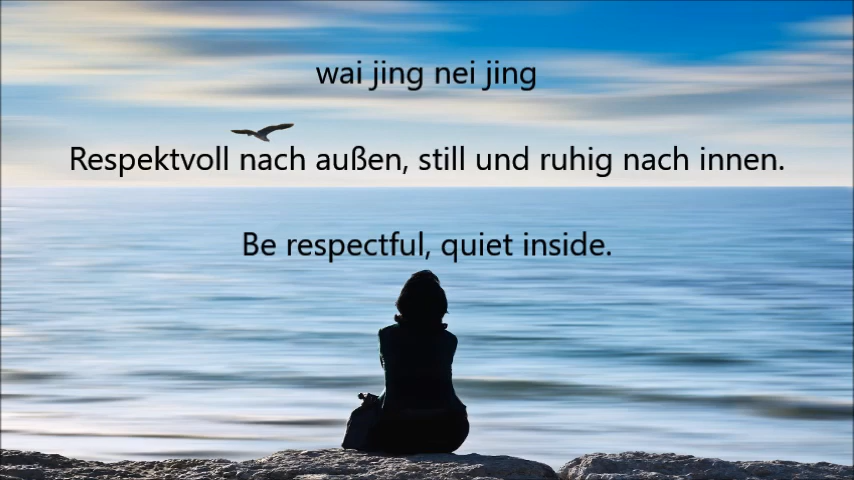 wai jing nei jing
Respektvoll nach außen, still und ruhig nach innen.
Be respectful, quiet inside.